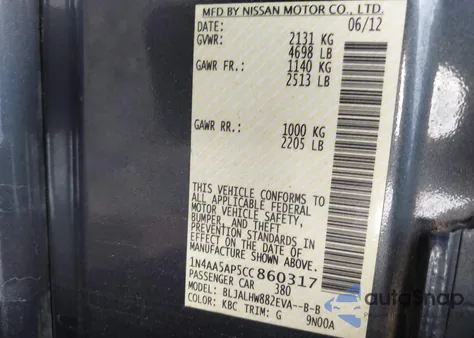 MFD BY NISSAN MOTOR CO., LTD.
DATE: 06/12
GVWR: 2131 KG
4698 LB
GAWR FR.: 1140 KG
2513 LB
GAWR RR.: 1000 KG
2205 LB
THIS VEHICLE CONFORMS TO
ALL APPLICABLE FEDERAL
MOTOR VEHICLE SAFETY,
BUMPER, AND THEFT
PREVENTION STANDARDS IN
EFFECT ON THE DATE OF
MANUFACTURE SHOWN ABOVE.
1N4AA5AP5CC860317
PASSENGER CAR 380
MODEL: BLJALHW882EVA--B-B
COLOR: KBC TRIM: G 9N00A
autosnap